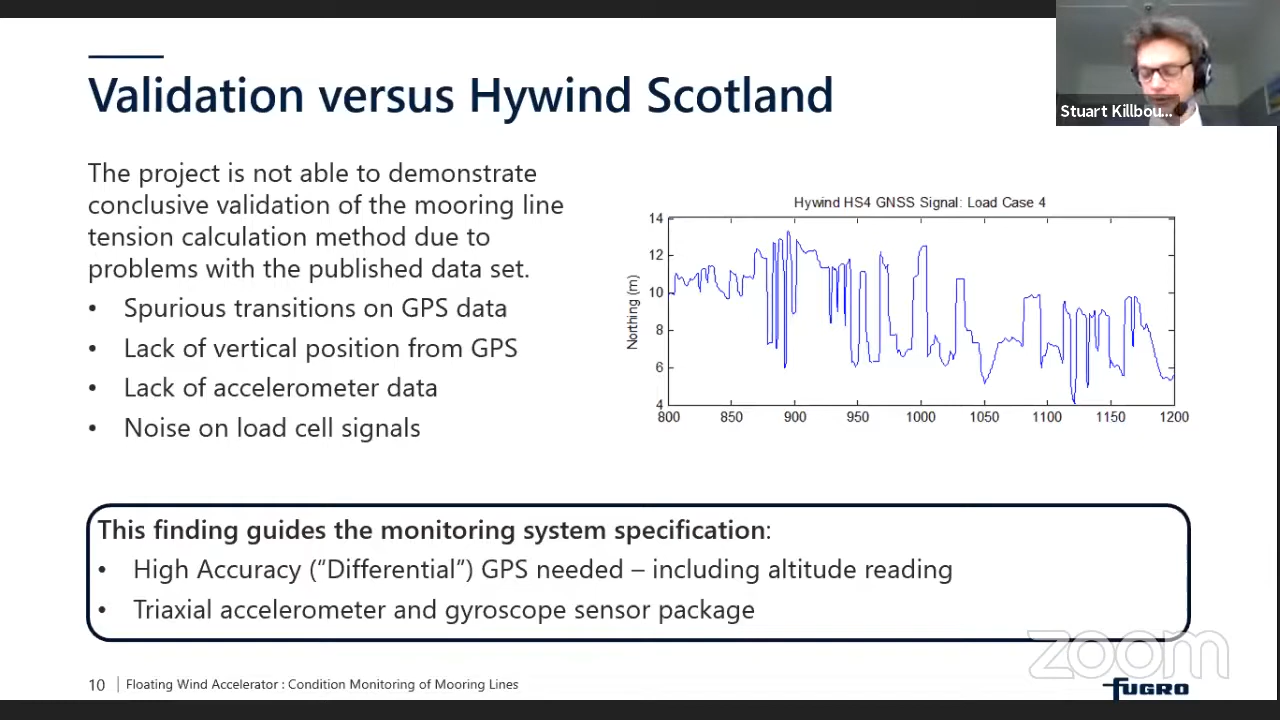 Validation versus Hywind Scotland
Stuart Killbou...
The project is not able to demonstrate
conclusive validation of the mooring line
tension calculation method due to
problems with the published data set.
• Spurious transitions on GPS data
• Lack of vertical position from GPS
• Lack of accelerometer data
• Noise on load cell signals
Hywind HS4 GNSS Signal: Load Case 4
Northing (m)
14
12
10
8
6
4
800 850 900 950 1000 1050 1100 1150 1200
This finding guides the monitoring system specification:
• High Accuracy (“Differential”) GPS needed – including altitude reading
• Triaxial accelerometer and gyroscope sensor package
zoom
10 | Floating Wind Accelerator : Condition Monitoring of Mooring Lines
FUGRO